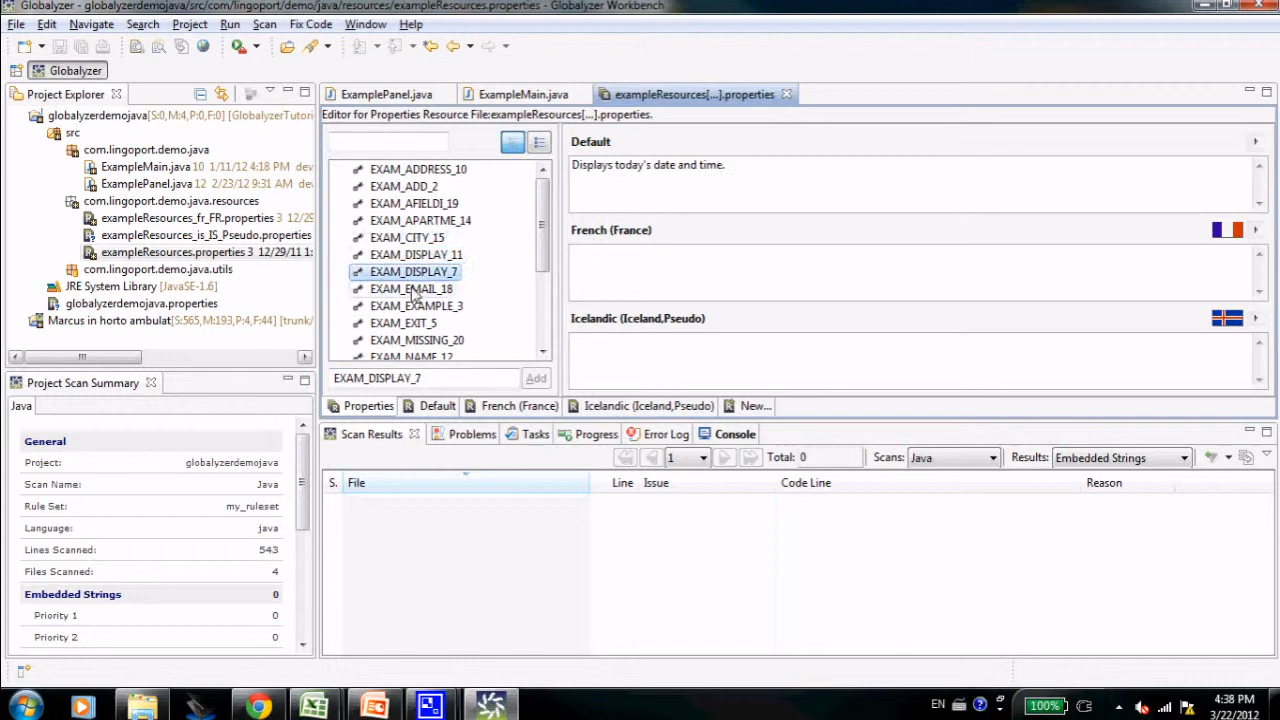 Globalyzer - globalyzerdemojava/src/com/lingoport/demo/java/resources/exampleResources.properties - Globalyzer Workbench
File Edit Navigate Search Project Run Scan Fix Code Window Help
Globalyzer
Project Explorer
globalyzerdemojava(S:0,M:4,P:0,F:0) [GlobalyzerTutori
src
com.lingoport.demo.java
ExampleMain.java 10 1/11/12 4:18 PM dev
ExamplePanel.java 12 2/23/12 9:31 AM dev
com.lingoport.demo.java.resources
exampleResources_fr_FR.properties 3 12/29
exampleResources_is_IS_Pseudo.properties
exampleResources.properties 3 12/29/11 1:
com.lingoport.demo.java.utils
JRE System Library [JavaSE-1.6]
globalyzerdemojava.properties
Marcus in horto ambulat(S:565,M:193,P:4,F:44) [trunk/
Project Scan Summary
Java
General
Project: globalyzerdemojava
Scan Name: Java
Rule Set: my_ruleset
Language: java
Lines Scanned: 543
Files Scanned: 4
Embedded Strings 0
Priority 1 0
Priority 2 0
ExamplePanel.java ExampleMain.java exampleResources[...].properties
Editor for Properties Resource File:exampleResources[...].properties.
EXAM_ADDRESS_10
EXAM_ADD_2
EXAM_AFIELDI_19
EXAM_APARTME_14
EXAM_CITY_15
EXAM_DISPLAY_11
EXAM_DISPLAY_7
EXAM_EMAIL_18
EXAM_EXAMPLE_3
EXAM_EXIT_5
EXAM_MISSING_20
EXAM_NAME_12
EXAM_DISPLAY_7 Add
Default
Displays today's date and time.
French (France)
Icelandic (Iceland,Pseudo)
Properties Default French (France) Icelandic (Iceland,Pseudo) New...
Scan Results Problems Tasks Progress Error Log Console
1 Total: 0 Scans: Java Results: Embedded Strings
S. File Line Issue Code Line Reason
EN 100% 4:38 PM
3/22/2012